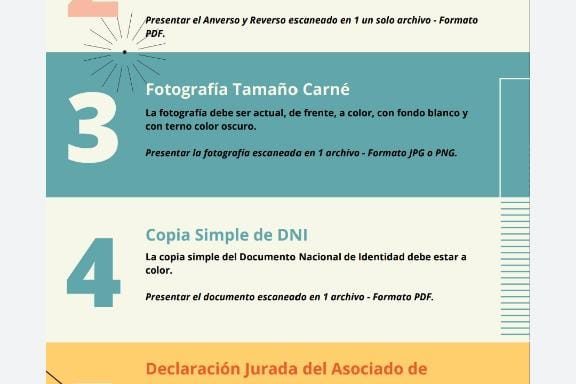 Presentar el Anverso y Reverso escaneado en 1 un solo archivo - Formato
PDF.
3
Fotografía Tamaño Carné
La fotografía debe ser actual, de frente, a color, con fondo blanco y
con terno color oscuro.
Presentar la fotografía escaneada en 1 archivo - Formato JPG o PNG.
4
Copia Simple de DNI
La copia simple del Documento Nacional de Identidad debe estar a
color.
Presentar el documento escaneado en 1 archivo - Formato PDF.
Declaración Jurada del Asociado de